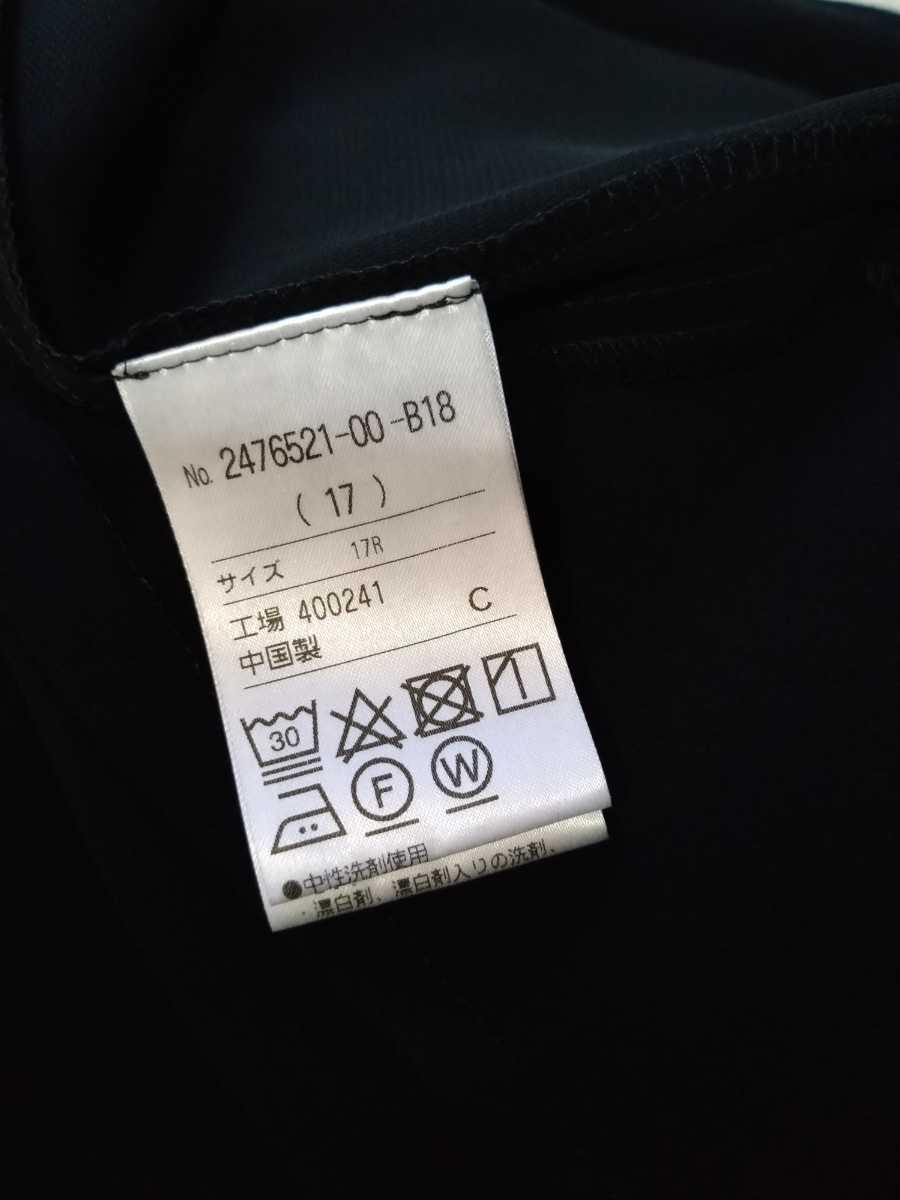 No. 2476521-00-B18
( 17 )
サイズ 17R
工場 400241 C
中国製
30
F W
●中性洗剤使用
漂白剤、漂白剤入りの洗剤、